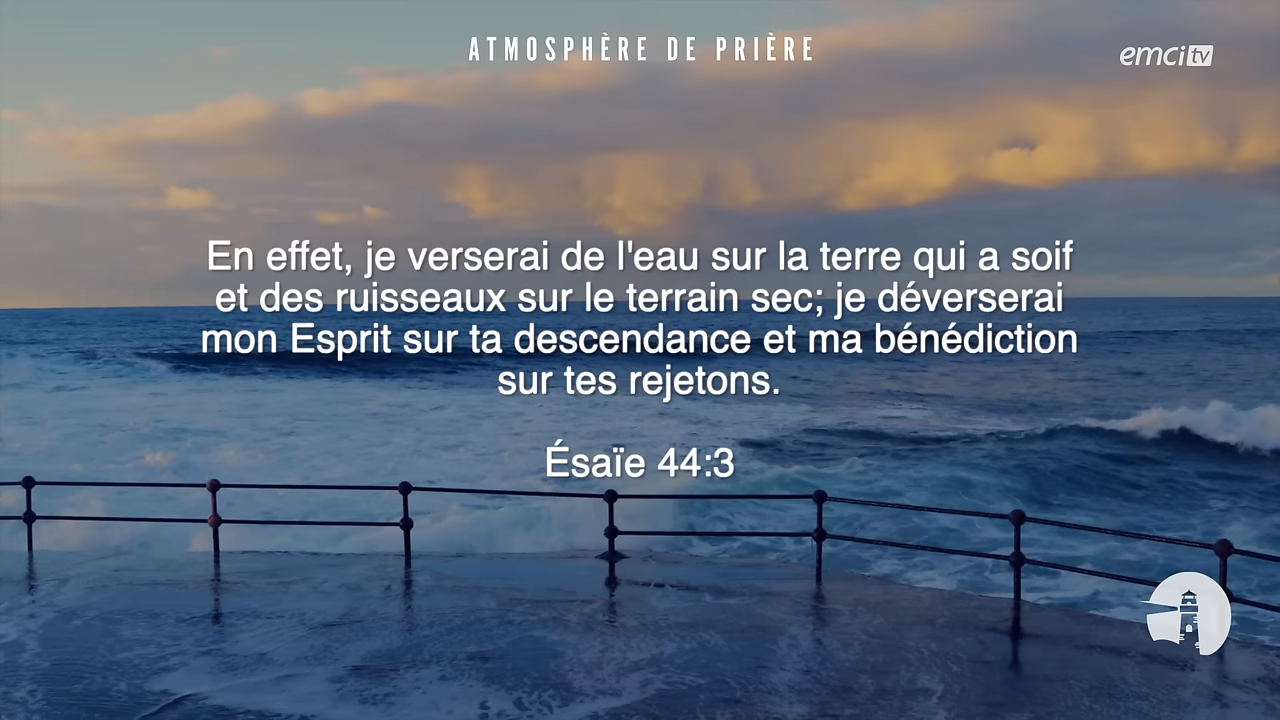 ATMOSPHÈRE DE PRIÈRE
emci tv
En effet, je verserai de l'eau sur la terre qui a soif
et des ruisseaux sur le terrain sec; je déverserai
mon Esprit sur ta descendance et ma bénédiction
sur tes rejetons.
Ésaïe 44:3